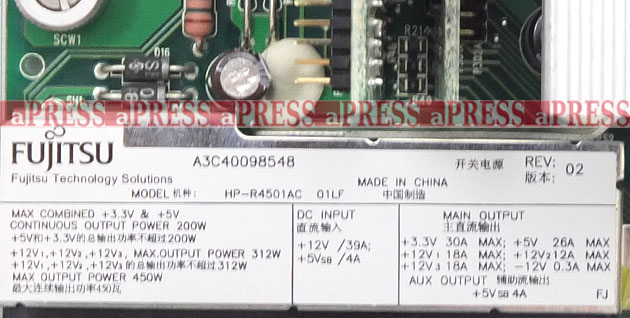 SCW1
D16
R214
aPRESS aPRESS aPRESS aPRESS aPRESS aPRESS
FUJITSU
A3C40098548
开关电源
REV: 02
版本:
Fujitsu Technology Solutions
MADE IN CHINA
MODEL 机种: HP-R4501AC 01LF
中国制造
MAX COMBINED +3.3V & +5V
CONTINUOUS OUTPUT POWER 200W
+5V和+3.3V的总输出功率不超过200W
+12V1,+12V2,+12V3, MAX.OUTPUT POWER 312W
+12V1,+12V2,+12V3的总输出功率不超过312W
MAX OUTPUT POWER 450W
最大连续输出功率450瓦
DC INPUT
直流输入
+12V /39A;
+5VSB /4A
MAIN OUTPUT
主直流输出
+3.3V 30A MAX; +5V 26A MAX
+12V1 18A MAX; +12V2 12A MAX
+12V3 18A MAX; -12V 0.3A MAX
AUX OUTPUT 辅助流输出
+5VSB 4A
FJ